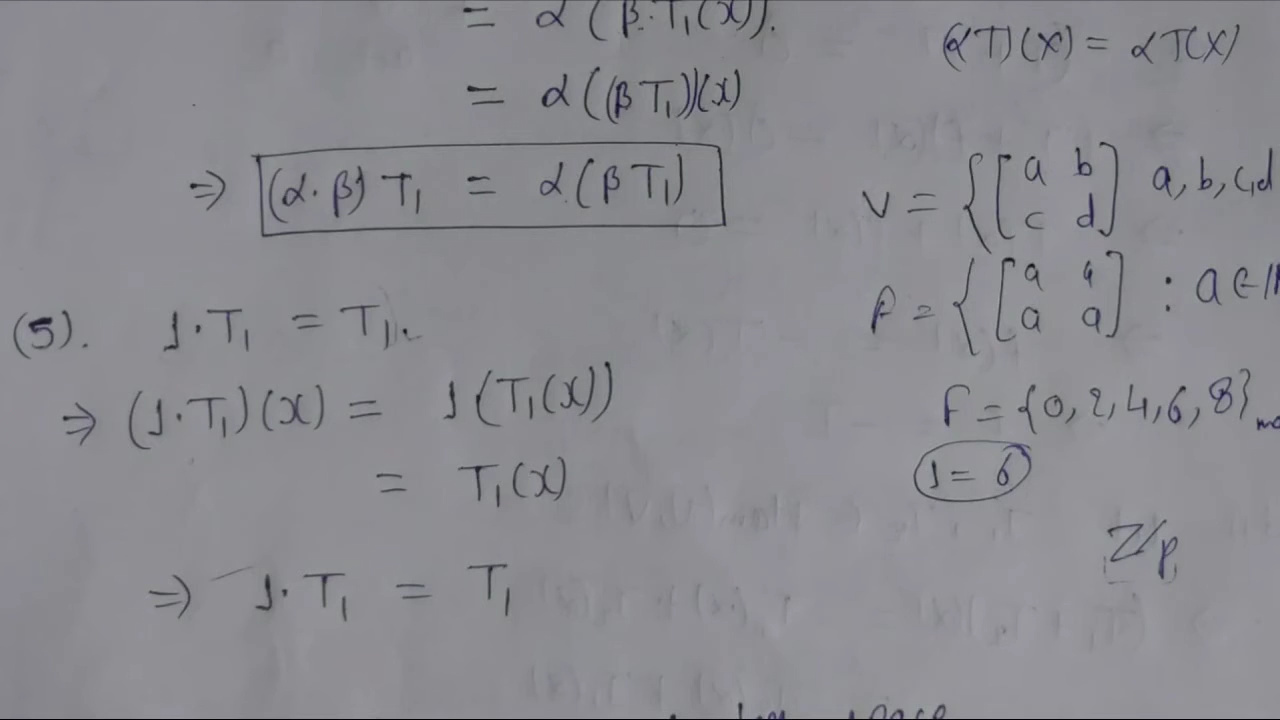 = α(β·T₁(x)).
= α((βT₁))(x)
⇒ (α·β)T₁ = α(βT₁)
(5). 1·T₁ = T₁.
⇒ (1·T₁)(x) = 1(T₁(x))
= T₁(x)
⇒ 1·T₁ = T₁
(αT)(x) = αT(x)
V = {[a b
c d] a, b, c, d
F = {[a a
a a] : a ∈
F = {0, 2, 4, 6, 8}
1 = 6
Z/p
space